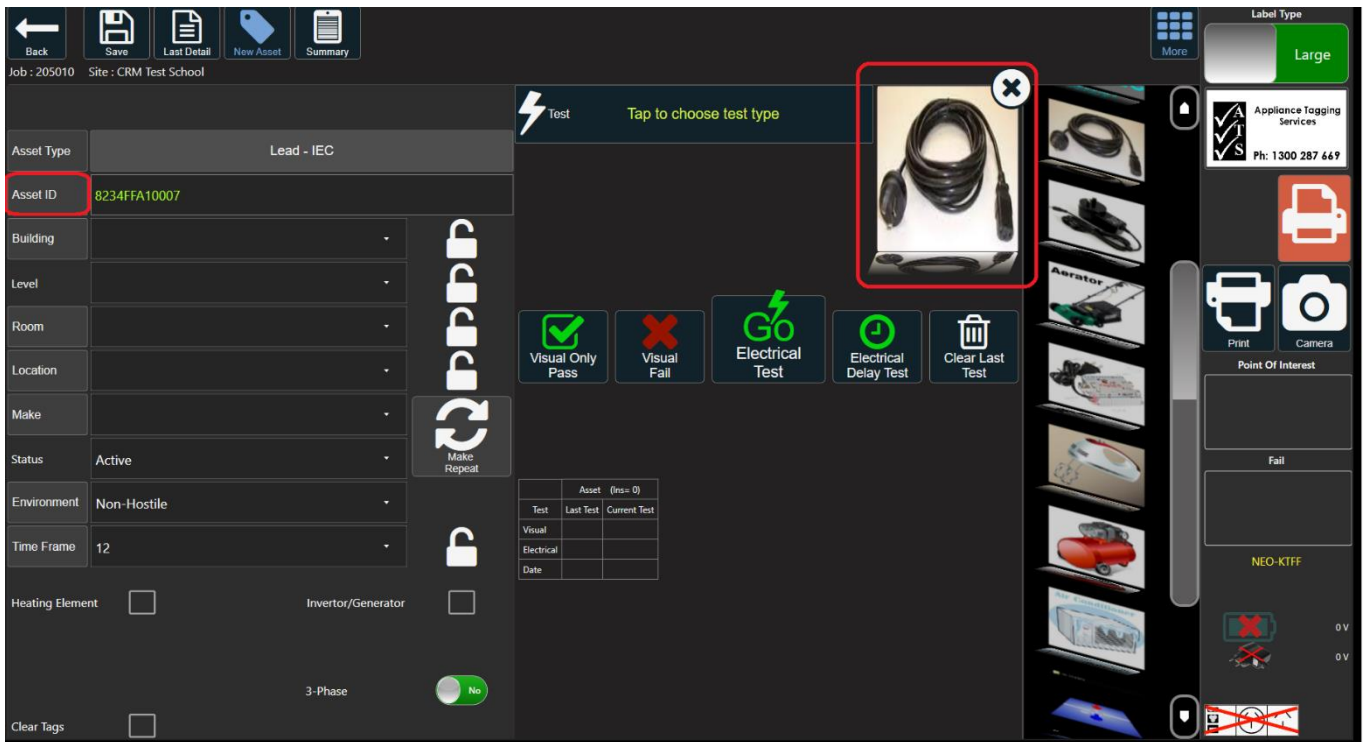 Back
Save
Last Detail
New Asset
Summary
More
Job : 205010 Site : CRM Test School
Label Type
Large
Test Tap to choose test type
Asset Type Lead - IEC
Asset ID 8234FFA10007
Building
Level
Room
Location
Make
Make
Repeat
Status Active
Environment Non-Hostile
Time Frame 12
Heating Element
Invertor/Generator
3-Phase No
Clear Tags
Visual Only
Pass
Visual
Fail
Go
Electrical
Test
Electrical
Delay Test
Clear Last
Test
Asset (Ins= 0)
Test Last Test Current Test
Visual
Electrical
Date
Aerator
Air Conditioner
A
T
S
Appliance Tagging
Services
Ph: 1300 287 669
Print
Camera
Point Of Interest
Fail
NEO-KTFF
0 V
0 V